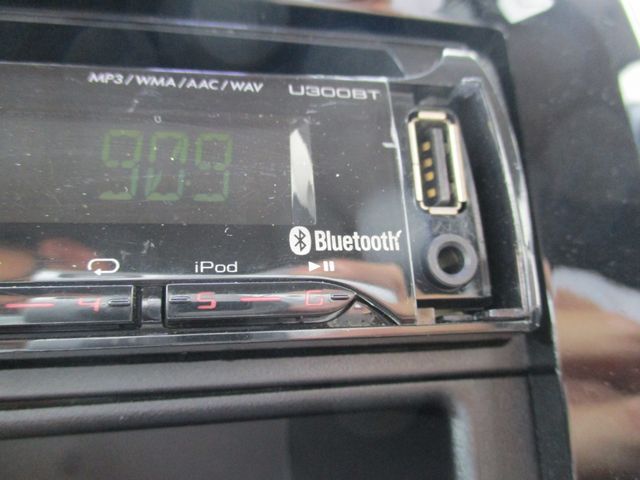 MP3/WMA/AAC/WAV U300BT
909
Bluetooth
iPod
4 5 6